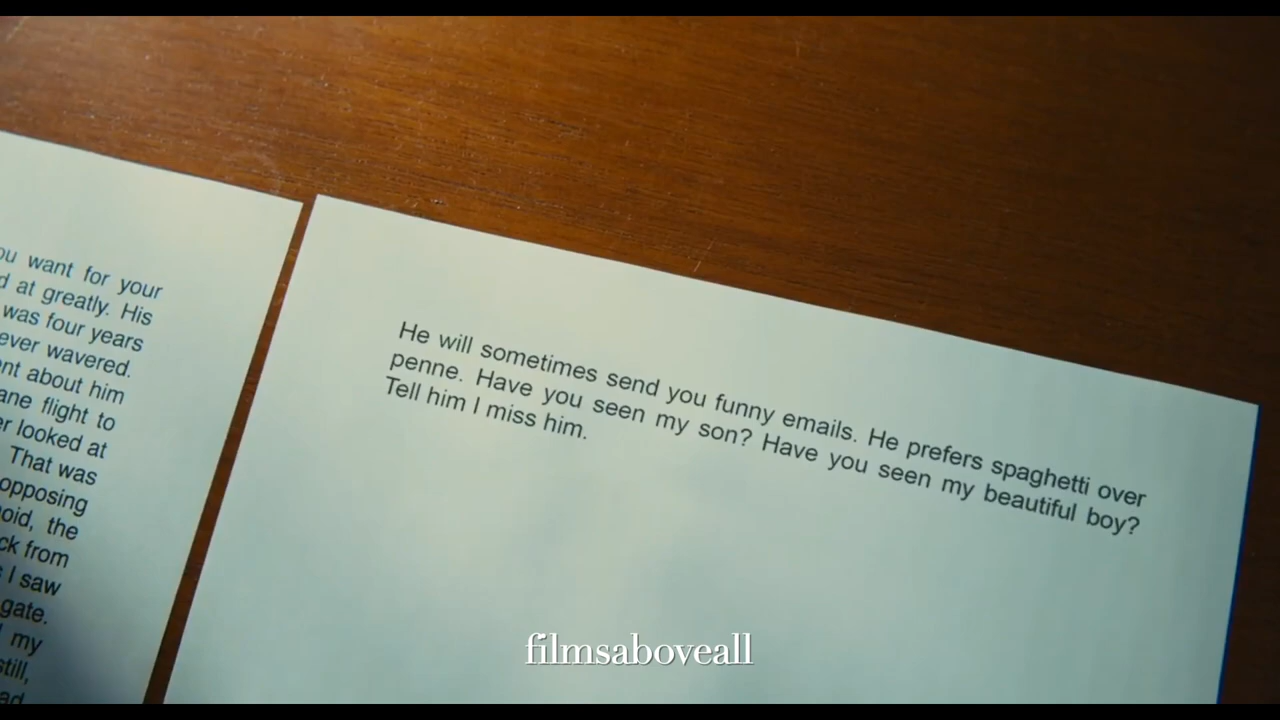 ou want for your
d at greatly. His
was four years
ever wavered.
nt about him
ane flight to
er looked at
That was
opposing
oid, the
ck from
s I saw
gate.
my
still,
ad
He will sometimes send you funny emails. He prefers spaghetti over
penne. Have you seen my son? Have you seen my beautiful boy?
Tell him I miss him.
filmsaboveall